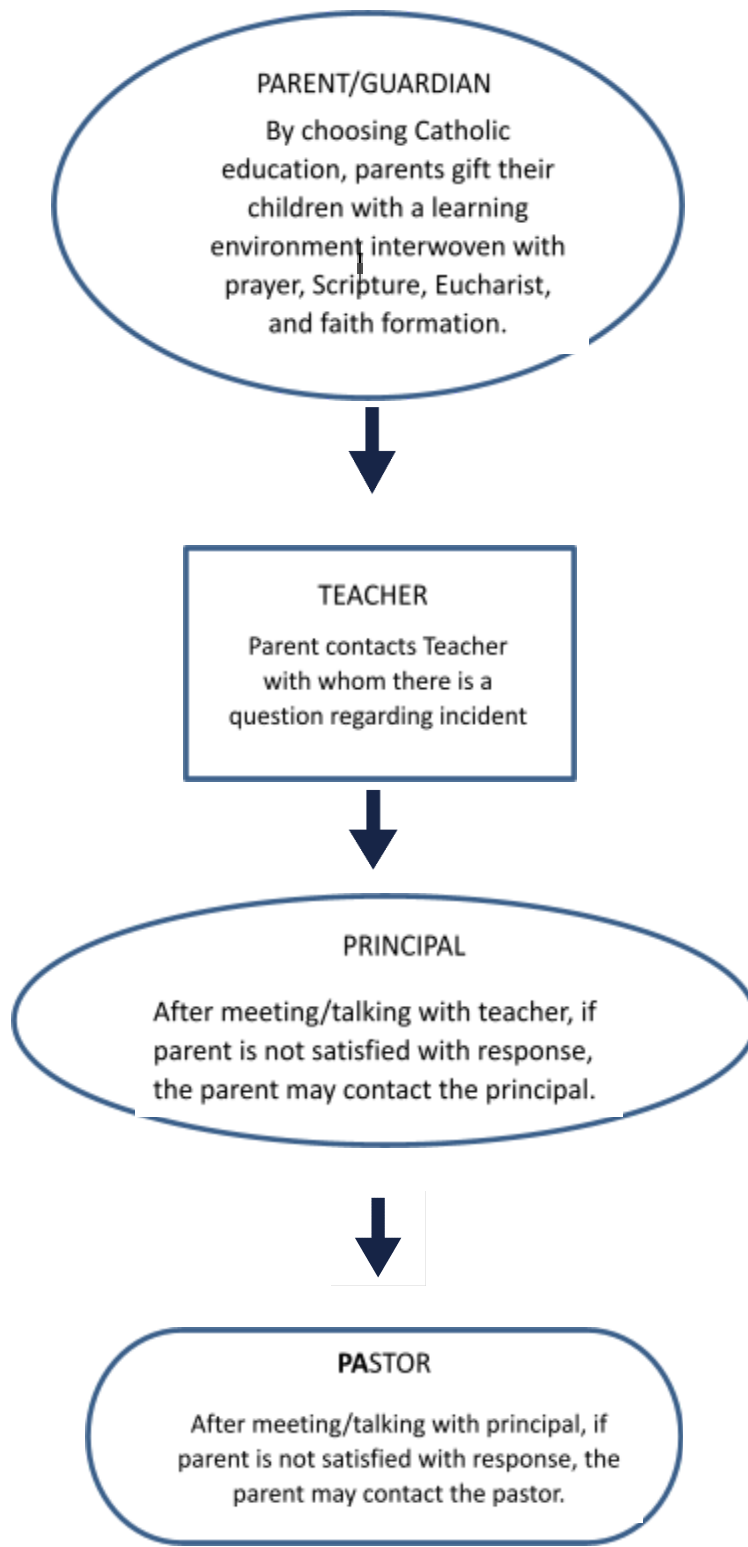 PARENT/GUARDIAN
By choosing Catholic
education, parents gift their
children with a learning
environment interwoven with
prayer, Scripture, Eucharist,
and faith formation.
TEACHER
Parent contacts Teacher
with whom there is a
question regarding incident
PRINCIPAL
After meeting/talking with teacher, if
parent is not satisfied with response,
the parent may contact the principal.
PASTOR
After meeting/talking with principal, if
parent is not satisfied with response, the
parent may contact the pastor.